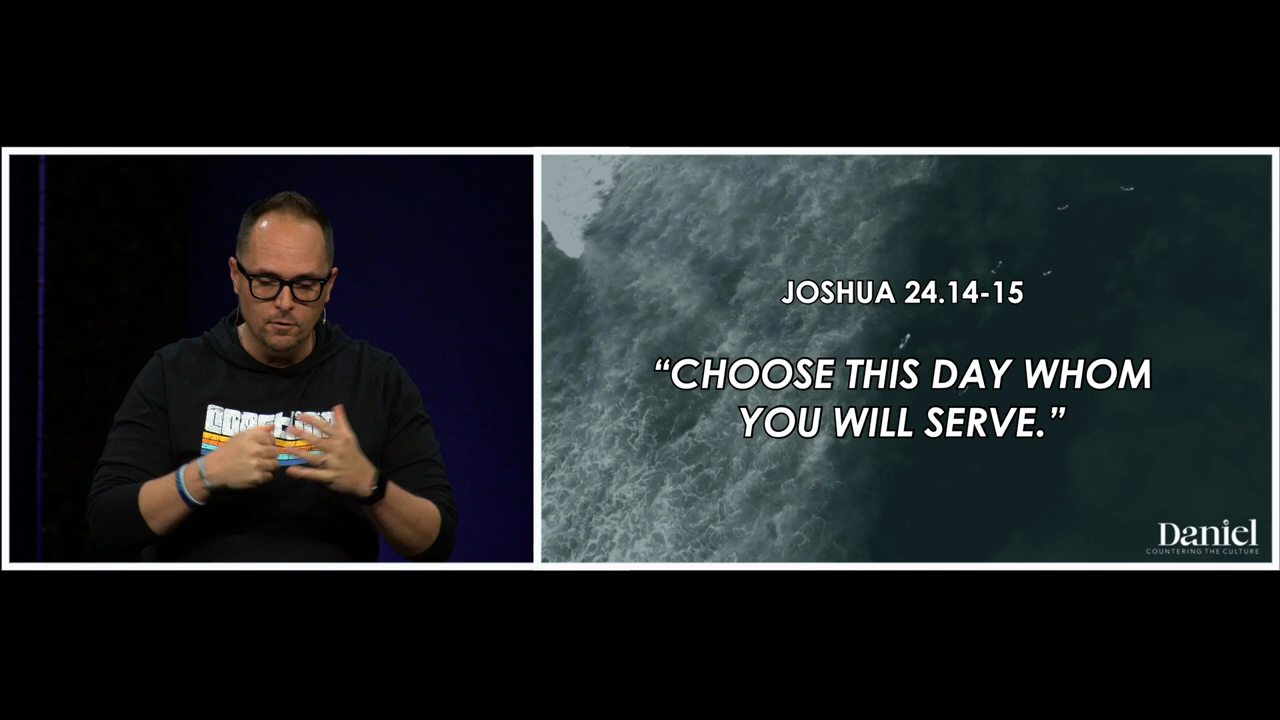 JOSHUA 24.14-15
“CHOOSE THIS DAY WHOM
YOU WILL SERVE.”
Daniel
COUNTERING THE CULTURE